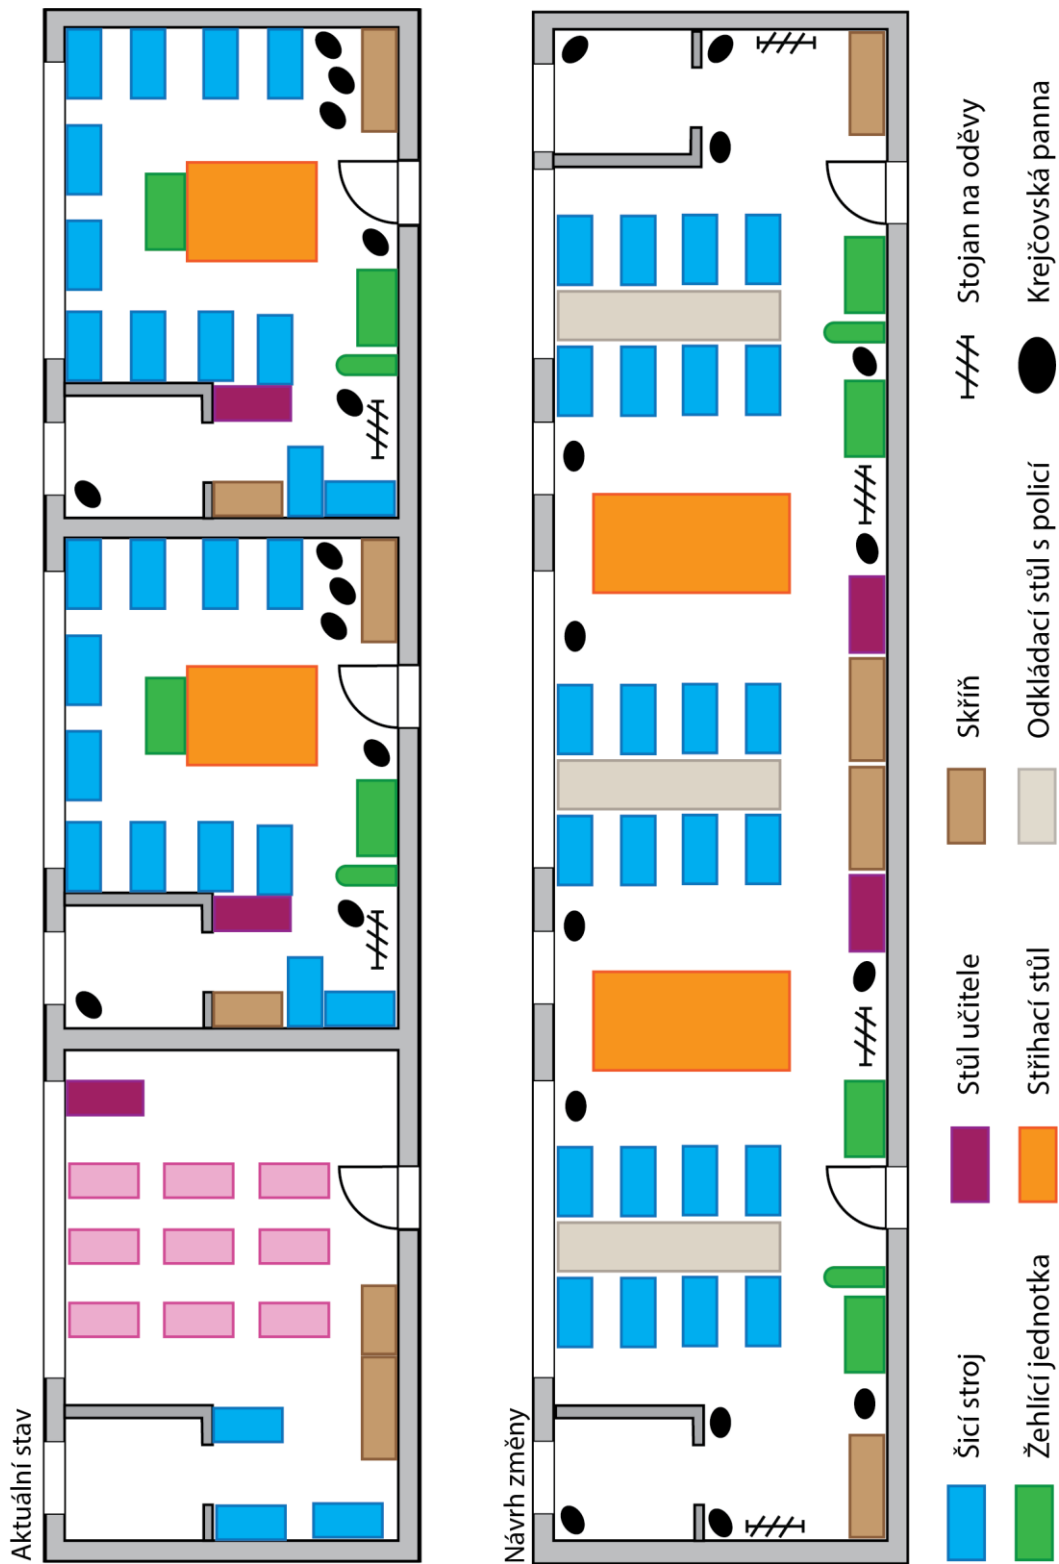 Aktuální stav
Návrh změny
Šicí stroj
Stůl učitele
Skříň
Stojan na oděvy
Žehlící jednotka
Střihací stůl
Odkládací stůl s policí
Krejčovská panna